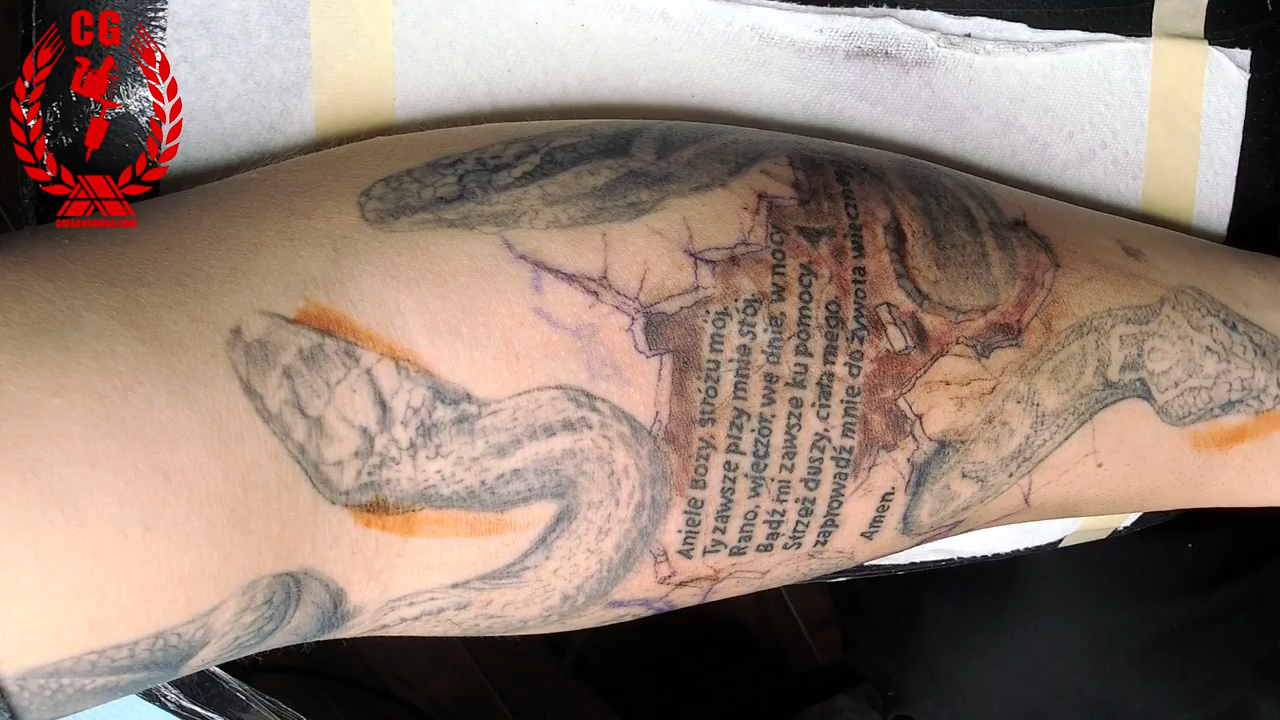 CG
Aniele Boży, stróżu mój,
Ty zawsze przy mnie stój.
Rano, wieczór, we dnie, w nocy
Bądź mi zawsze ku pomocy.
Strzeż duszy, ciała mego,
zaprowadź mnie do żywota wiecznego
Amen.